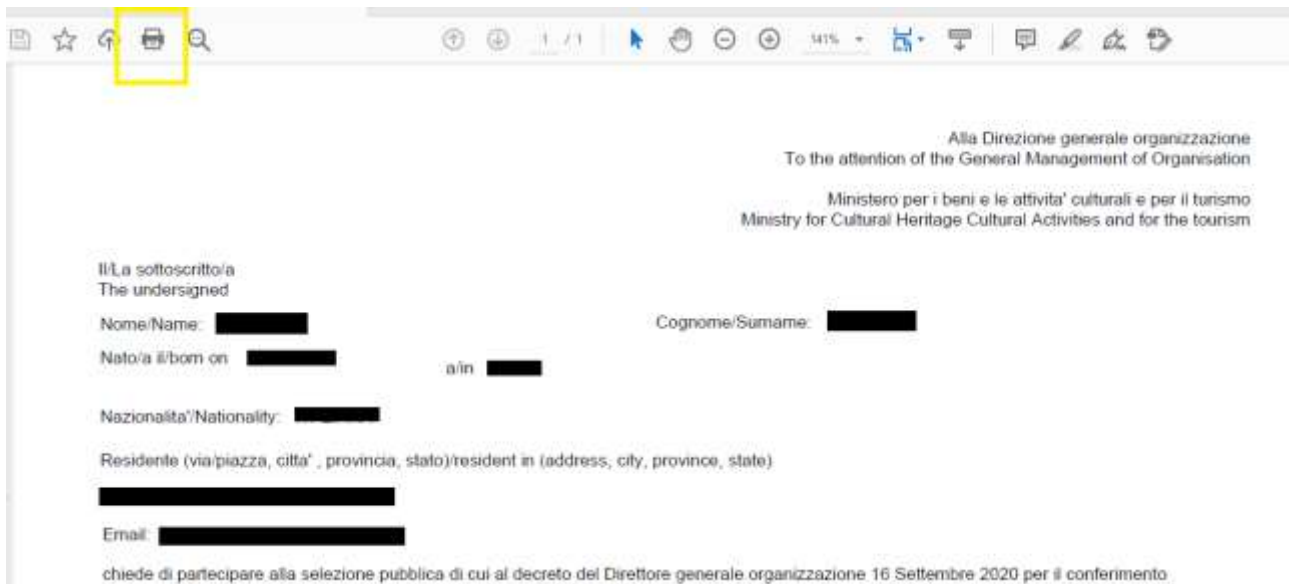 1 / 1
141%
Alla Direzione generale organizzazione
To the attention of the General Management of Organisation
Ministero per i beni e le attivita' culturali e per il turismo
Ministry for Cultural Heritage Cultural Activities and for the tourism
Il/La sottoscritto/a
The undersigned
Nome/Name: Cognome/Surname:
Nato/a il/born on a/in
Nazionalita'/Nationality:
Residente (via/piazza, citta' , provincia, stato)/resident in (address, city, province, state)
Email:
chiede di partecipare alla selezione pubblica di cui al decreto del Direttore generale organizzazione 16 Settembre 2020 per il conferimento